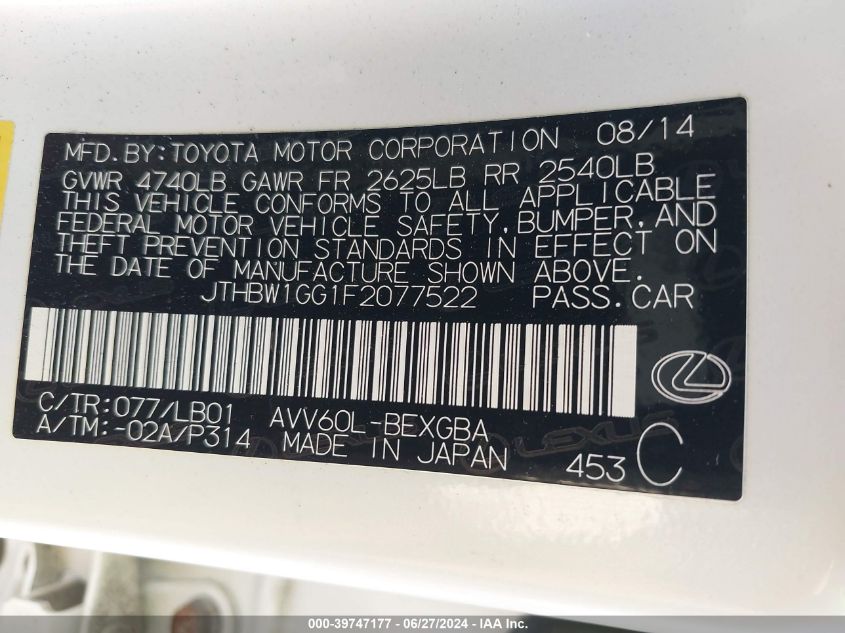 MFD.BY:TOYOTA MOTOR CORPORATION 08/14
GVWR 4740LB GAWR FR 2625LB RR 2540LB
THIS VEHICLE CONFORMS TO ALL APPLICABLE
FEDERAL MOTOR VEHICLE SAFETY, BUMPER, AND
THEFT PREVENTION STANDARDS IN EFFECT ON
THE DATE OF MANUFACTURE SHOWN ABOVE.
JTHBW1GG1F2077522 PASS.CAR
C/TR:077/LB01 AVV60L-BEXGBA
A/TM:-02A/P314 MADE IN JAPAN 453 C
LEXUS
000-39747177 - 06/27/2024 - IAA Inc.